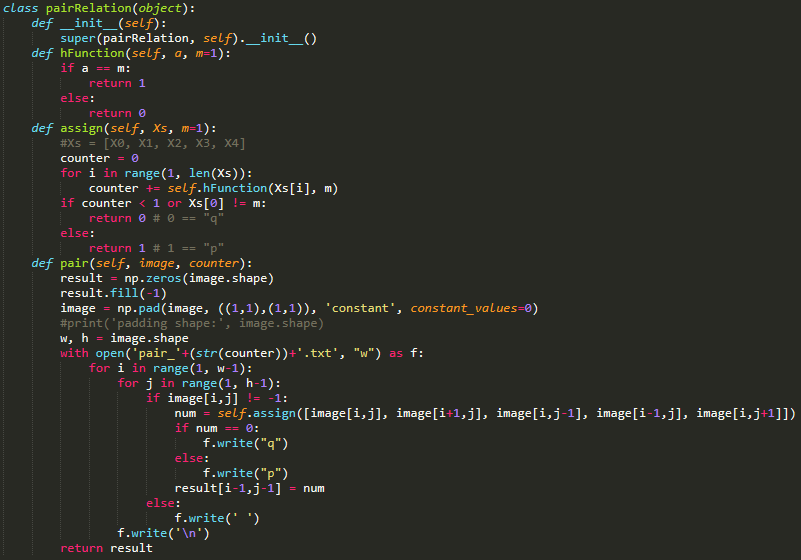 class pairRelation(object):
    def __init__(self):
        super(pairRelation, self).__init__()
    def hFunction(self, a, m=1):
        if a == m:
            return 1
        else:
            return 0
    def assign(self, Xs, m=1):
        #Xs = [X0, X1, X2, X3, X4]
        counter = 0
        for i in range(1, len(Xs)):
            counter += self.hFunction(Xs[i], m)
        if counter < 1 or Xs[0] != m:
            return 0 # 0 == "q"
        else:
            return 1 # 1 == "p"
    def pair(self, image, counter):
        result = np.zeros(image.shape)
        result.fill(-1)
        image = np.pad(image, ((1,1),(1,1)), 'constant', constant_values=0)
        #print('padding shape:', image.shape)
        w, h = image.shape
        with open('pair_'+(str(counter))+'.txt', "w") as f:
            for i in range(1, w-1):
                for j in range(1, h-1):
                    if image[i,j] != -1:
                        num = self.assign([image[i,j], image[i+1,j], image[i,j-1], image[i-1,j], image[i,j+1]])
                        if num == 0:
                            f.write("q")
                        else:
                            f.write("p")
                        result[i-1,j-1] = num
                    else:
                        f.write(' ')
                f.write('\n')
        return result